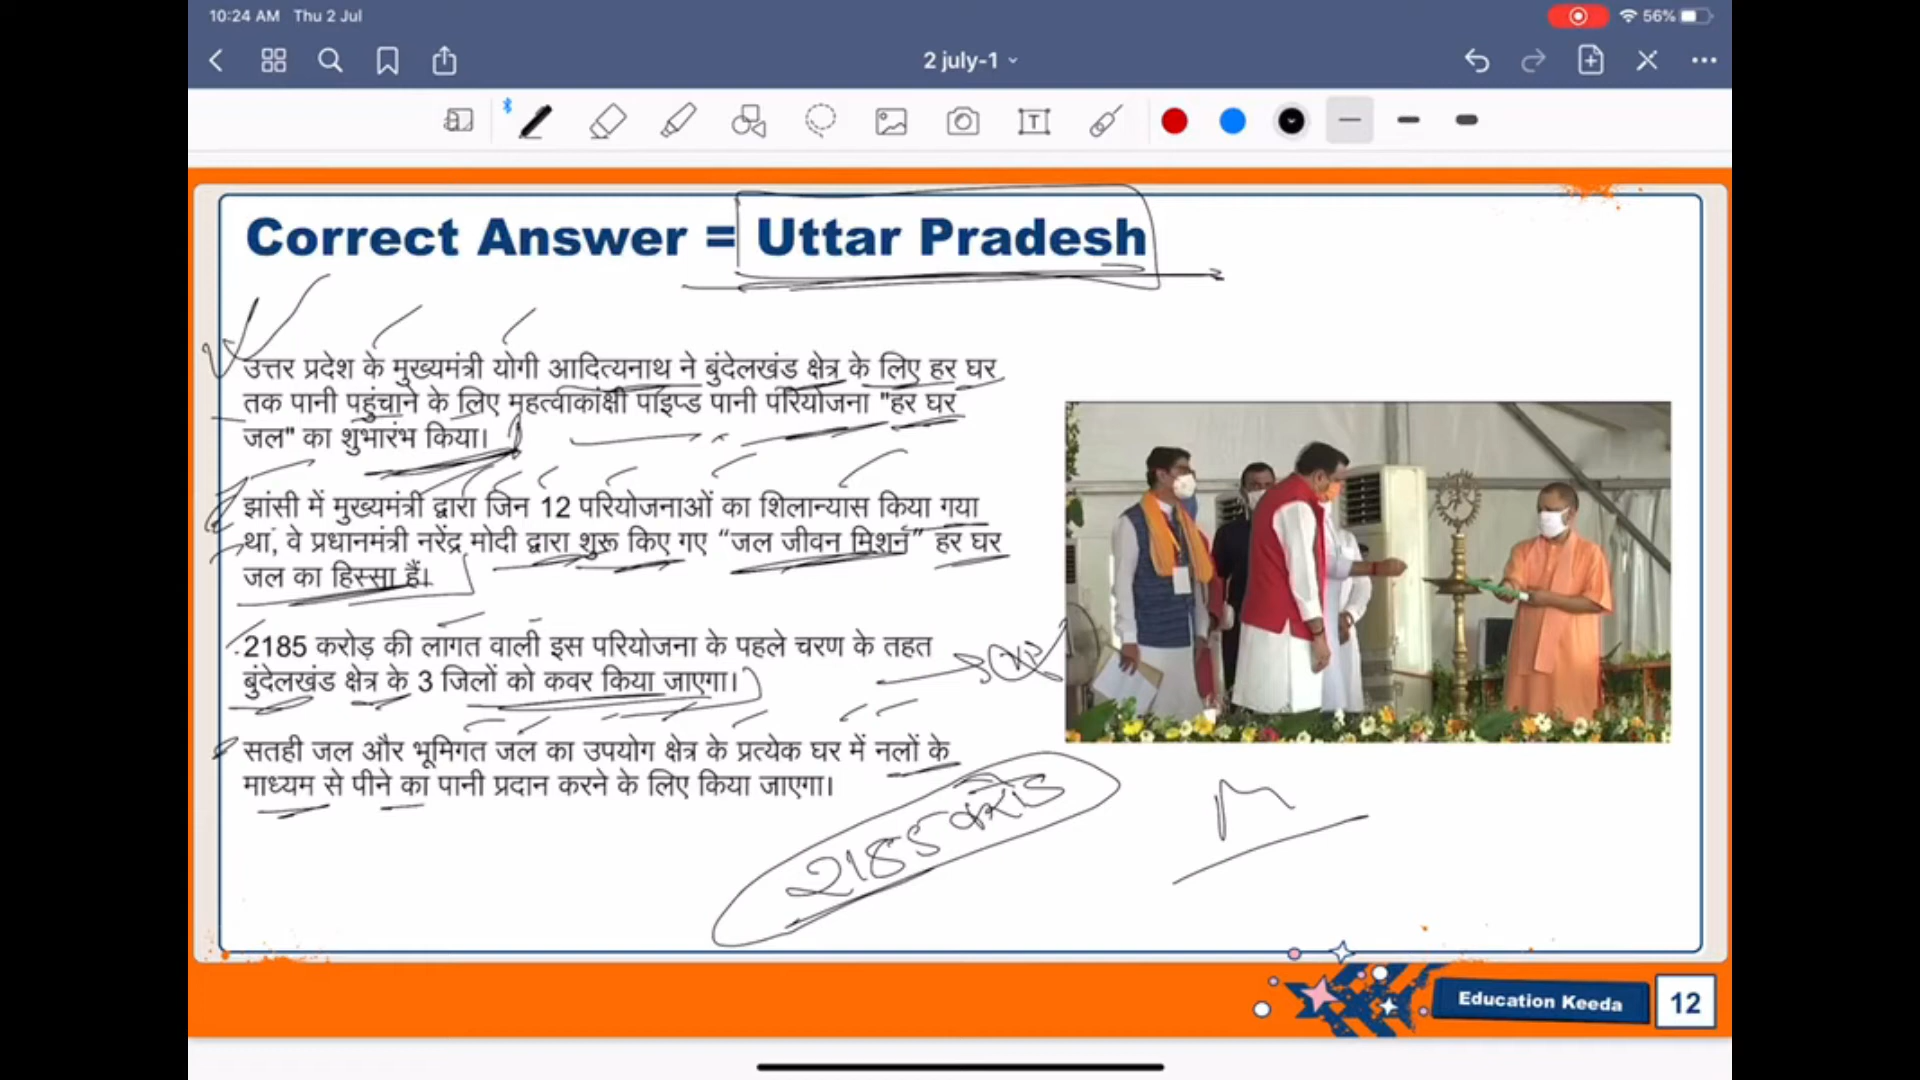 10:24 AM Thu 2 Jul
56%
2 july-1
T
Correct Answer = Uttar Pradesh
उत्तर प्रदेश के मुख्यमंत्री योगी आदित्यनाथ ने बुंदेलखंड क्षेत्र के लिए हर घर
तक पानी पहुंचाने के लिए महत्वाकांक्षी पाइप्ड पानी परियोजना "हर घर
जल" का शुभारंभ किया।
झांसी में मुख्यमंत्री द्वारा जिन 12 परियोजनाओं का शिलान्यास किया गया
था, वे प्रधानमंत्री नरेंद्र मोदी द्वारा शुरू किए गए “जल जीवन मिशन” हर घर
जल का हिस्सा हैं।
2185 करोड़ की लागत वाली इस परियोजना के पहले चरण के तहत
बुंदेलखंड क्षेत्र के 3 जिलों को कवर किया जाएगा।
सतही जल और भूमिगत जल का उपयोग क्षेत्र के प्रत्येक घर में नलों के
माध्यम से पीने का पानी प्रदान करने के लिए किया जाएगा।
2185 करोड
Education Keeda
12